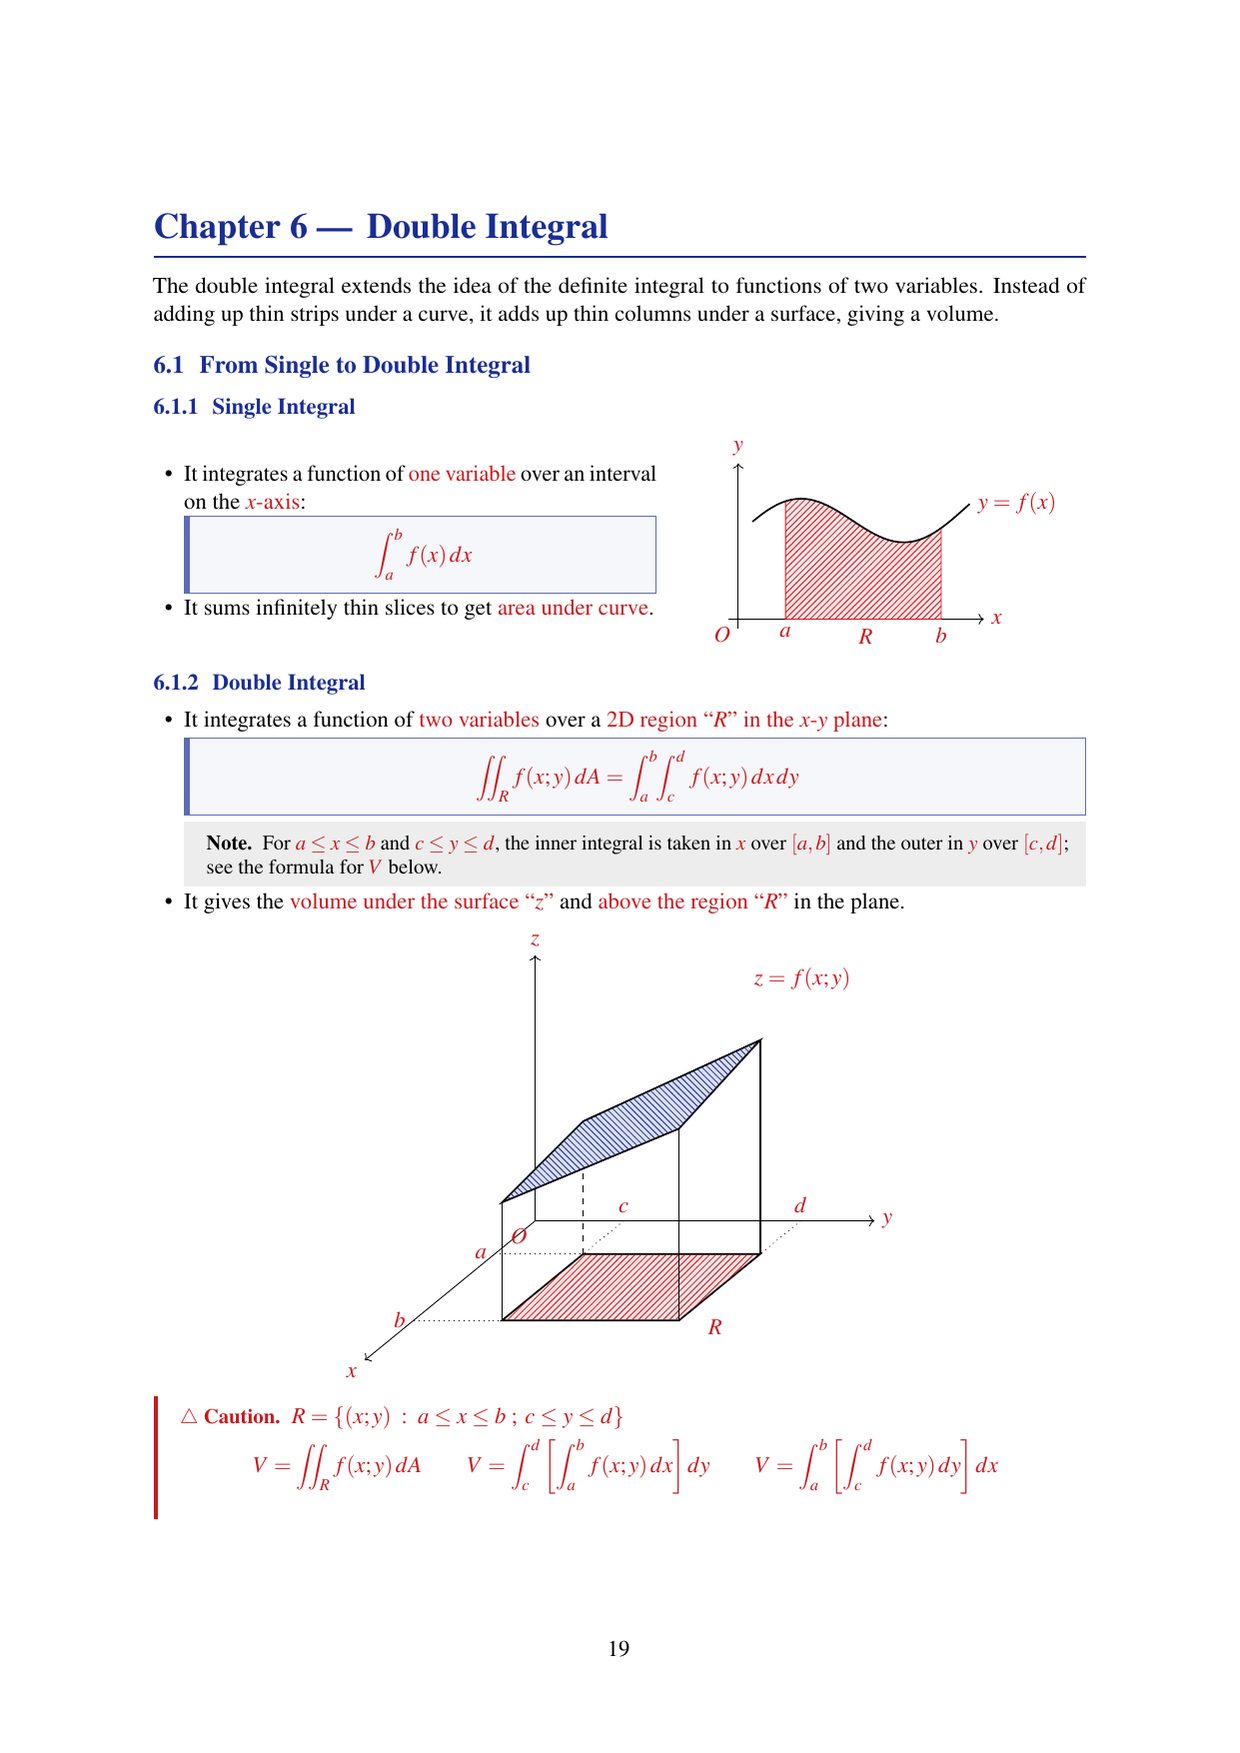 Chapter 6 — Double Integral
The double integral extends the idea of the definite integral to functions of two variables. Instead of
adding up thin strips under a curve, it adds up thin columns under a surface, giving a volume.
6.1 From Single to Double Integral
6.1.1 Single Integral
• It integrates a function of one variable over an interval
on the x-axis:
∫_a^b f(x) dx
• It sums infinitely thin slices to get area under curve.
y
y = f(x)
x
O a R b
6.1.2 Double Integral
• It integrates a function of two variables over a 2D region “R” in the x-y plane:
∬_R f(x;y) dA = ∫_a^b ∫_c^d f(x;y) dx dy
Note. For a ≤ x ≤ b and c ≤ y ≤ d, the inner integral is taken in x over [a,b] and the outer in y over [c,d];
see the formula for V below.
• It gives the volume under the surface “z” and above the region “R” in the plane.
z
z = f(x;y)
c d
y
O
a
b
R
x
△ Caution. R = {(x;y) : a ≤ x ≤ b ; c ≤ y ≤ d}
V = ∬_R f(x;y) dA V = ∫_c^d [∫_a^b f(x;y) dx] dy V = ∫_a^b [∫_c^d f(x;y) dy] dx
19